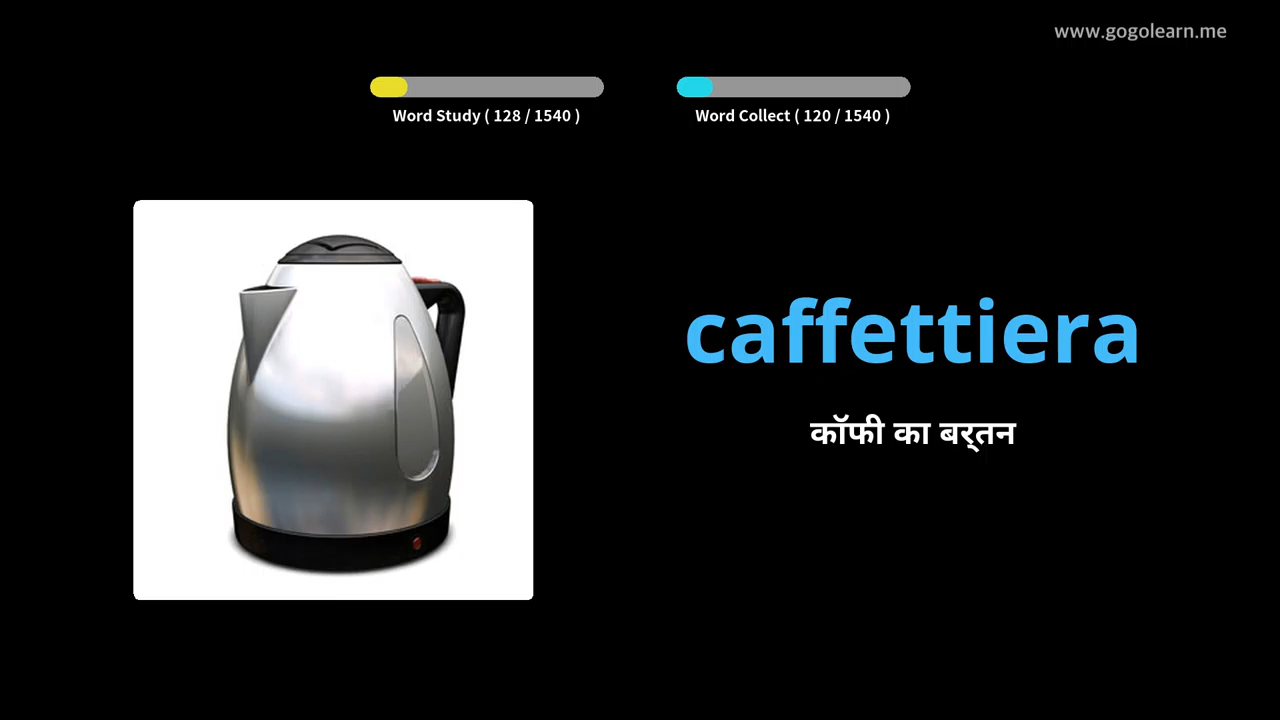 www.gogolearn.me
Word Study ( 128 / 1540 )
Word Collect ( 120 / 1540 )
caffettiera
कॉफी का बर्तन